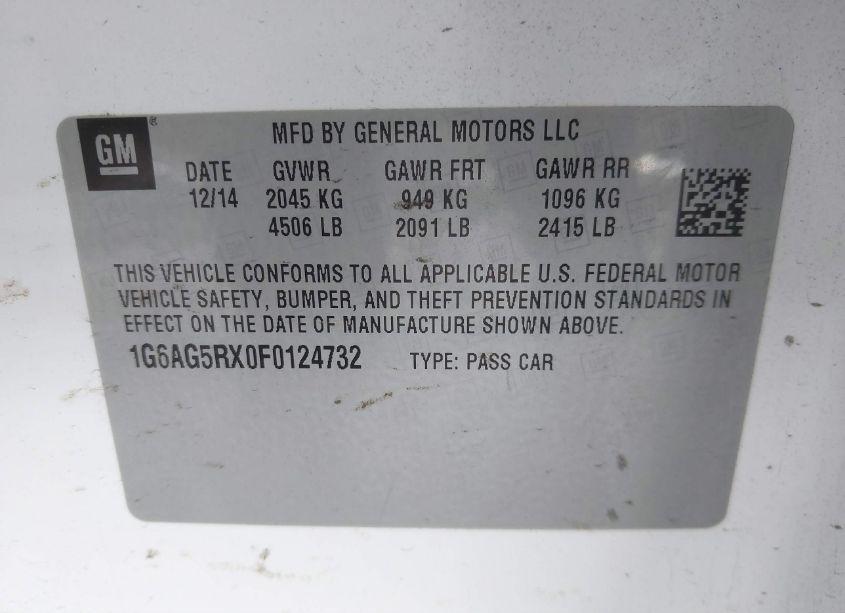 GM®
MFD BY GENERAL MOTORS LLC
DATE GVWR GAWR FRT GAWR RR
12/14 2045 KG 949 KG 1096 KG
4506 LB 2091 LB 2415 LB
THIS VEHICLE CONFORMS TO ALL APPLICABLE U.S. FEDERAL MOTOR
VEHICLE SAFETY, BUMPER, AND THEFT PREVENTION STANDARDS IN
EFFECT ON THE DATE OF MANUFACTURE SHOWN ABOVE.
1G6AG5RX0F0124732 TYPE: PASS CAR